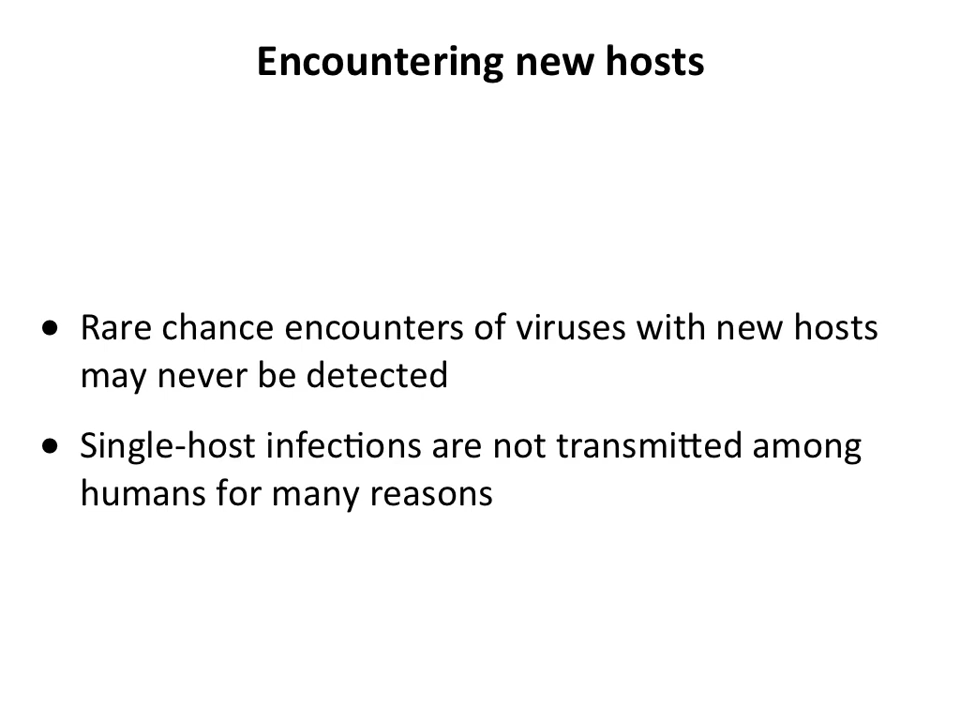 Encountering new hosts
• Rare chance encounters of viruses with new hosts
may never be detected
• Single-host infections are not transmitted among
humans for many reasons